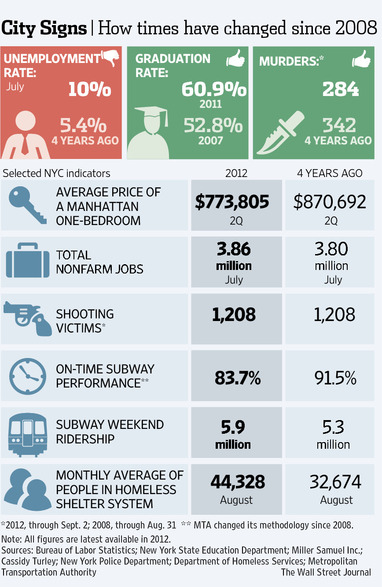 City Signs | How times have changed since 2008
UNEMPLOYMENT
RATE:
July
10%
5.4%
4 YEARS AGO
GRADUATION
RATE:
60.9%
2011
52.8%
2007
MURDERS:*
284
342
4 YEARS AGO
Selected NYC indicators 2012 4 YEARS AGO
AVERAGE PRICE OF
A MANHATTAN
ONE-BEDROOM
$773,805
2Q
$870,692
2Q
TOTAL
NONFARM JOBS
3.86
million
July
3.80
million
July
SHOOTING
VICTIMS*
1,208
1,208
ON-TIME SUBWAY
PERFORMANCE**
83.7%
91.5%
SUBWAY WEEKEND
RIDERSHIP
5.9
million
5.3
million
MONTHLY AVERAGE OF
PEOPLE IN HOMELESS
SHELTER SYSTEM
44,328
August
32,674
August
*2012, through Sept. 2; 2008, through Aug. 31 ** MTA changed its methodology since 2008.
Note: All figures are latest available in 2012.
Sources: Bureau of Labor Statistics; New York State Education Department; Miller Samuel Inc.;
Cassidy Turley; New York Police Department; Department of Homeless Services; Metropolitan
Transportation Authority The Wall Street Journal